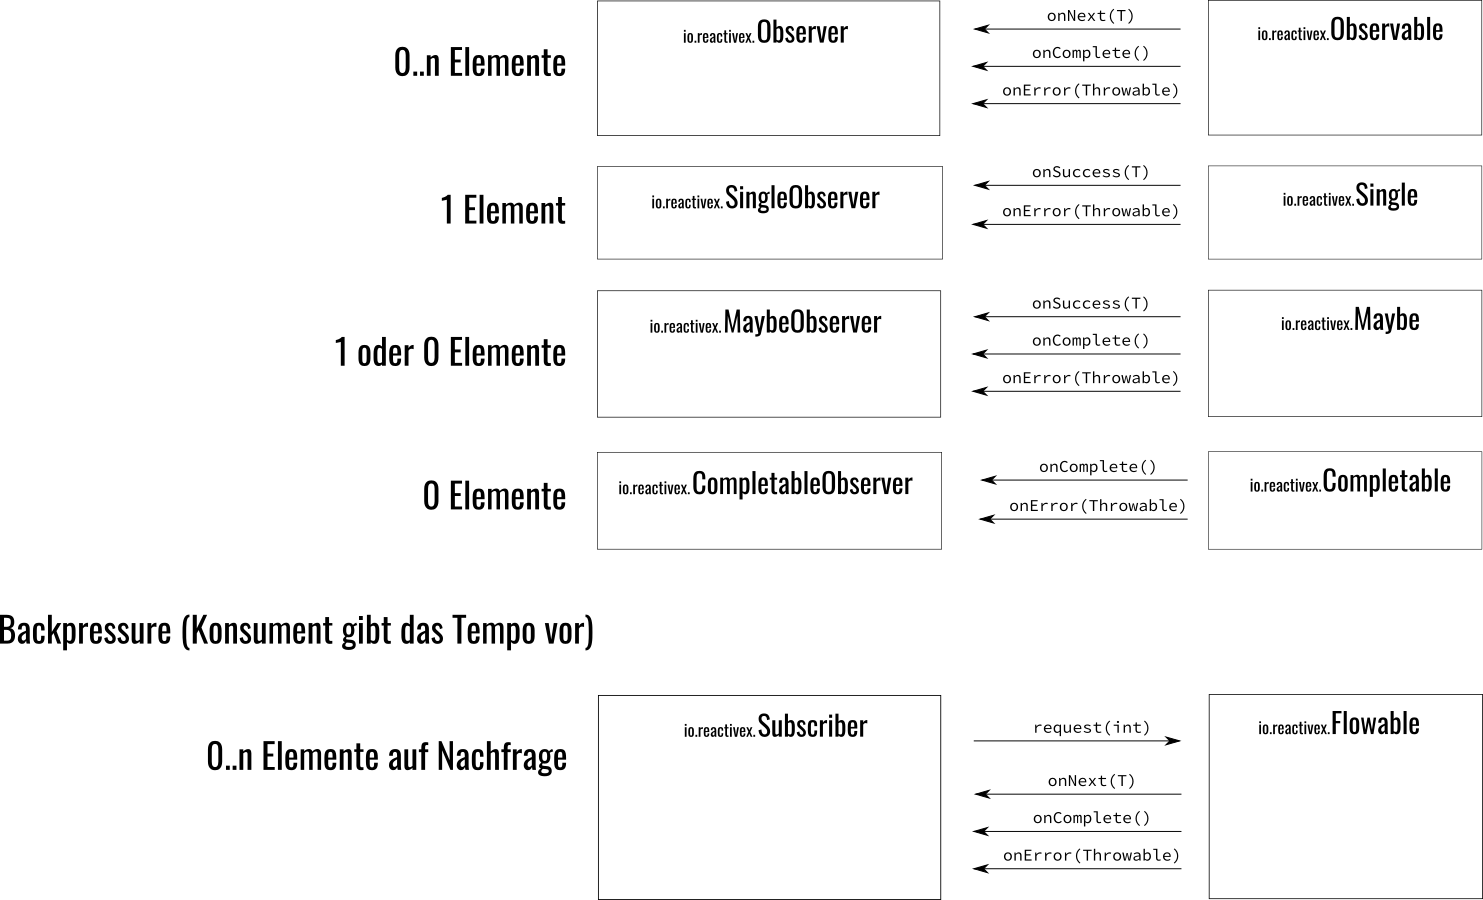 io.reactivex.Observer
onNext(T)
io.reactivex.Observable
0..n Elemente
onComplete()
onError(Throwable)
1 Element
io.reactivex.SingleObserver
onSuccess(T)
io.reactivex.Single
onError(Throwable)
1 oder 0 Elemente
io.reactivex.MaybeObserver
onSuccess(T)
io.reactivex.Maybe
onComplete()
onError(Throwable)
0 Elemente
io.reactivex.CompletableObserver
onComplete()
io.reactivex.Completable
onError(Throwable)
Backpressure (Konsument gibt das Tempo vor)
0..n Elemente auf Nachfrage
io.reactivex.Subscriber
request(int)
io.reactivex.Flowable
onNext(T)
onComplete()
onError(Throwable)